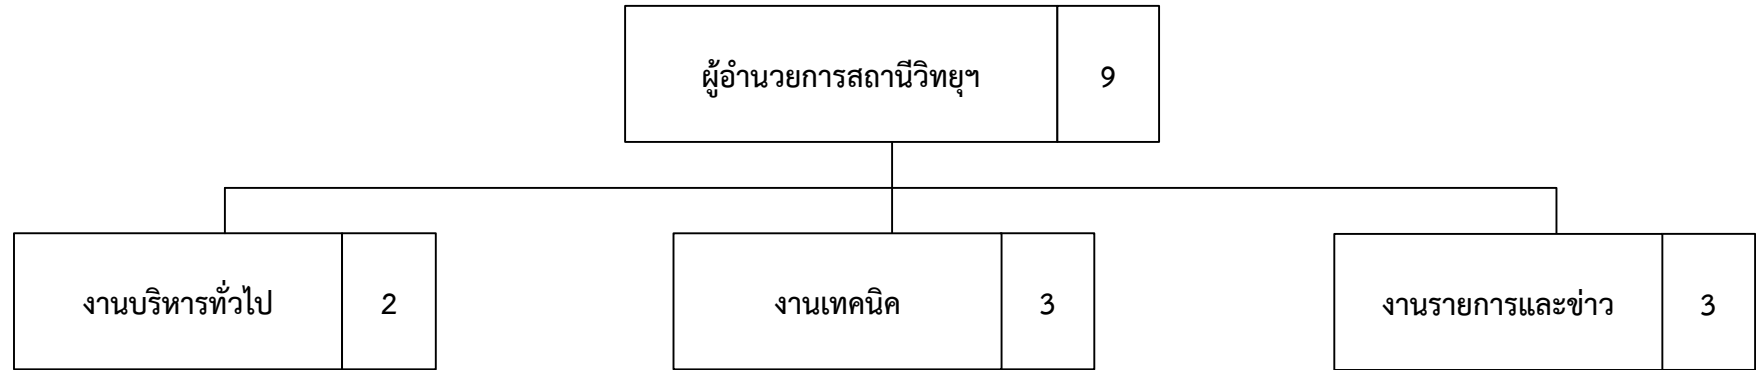 ผู้อำนวยการสถานีวิทยุฯ 9
งานบริหารทั่วไป 2
งานเทคนิค 3
งานรายการและข่าว 3